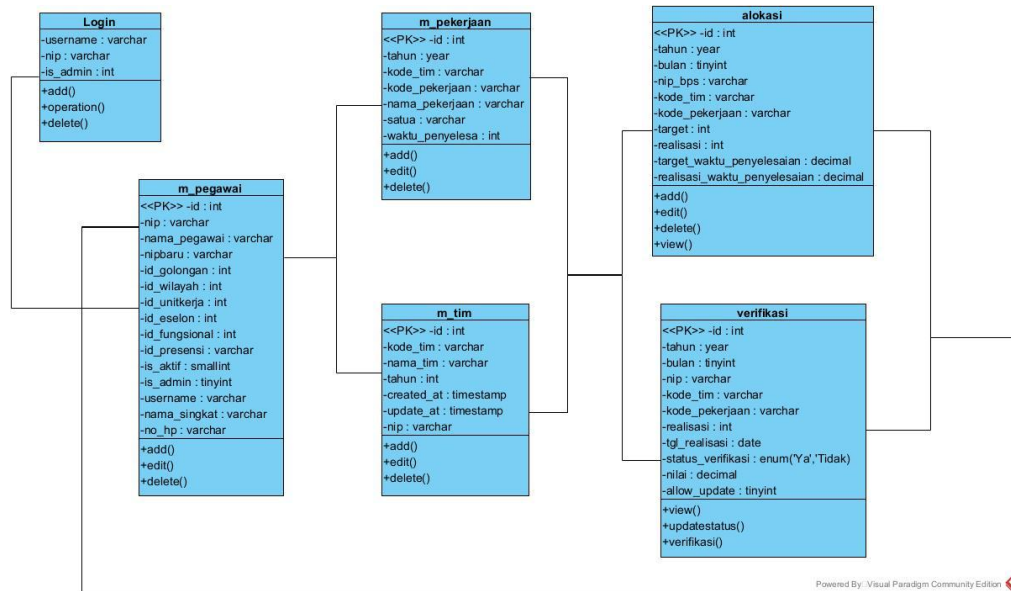 Login
-username : varchar
-nip : varchar
-is_admin : int
+add()
+operation()
+delete()
m_pegawai
<<PK>> -id : int
-nip : varchar
-nama_pegawai : varchar
-nipbaru : varchar
-id_golongan : int
-id_wilayah : int
-id_unitkerja : int
-id_eselon : int
-id_fungsional : int
-id_presensi : varchar
-is_aktif : smallint
-is_admin : tinyint
-username : varchar
-nama_singkat : varchar
-no_hp : varchar
+add()
+edit()
+delete()
m_pekerjaan
<<PK>> -id : int
-tahun : year
-kode_tim : varchar
-kode_pekerjaan : varchar
-nama_pekerjaan : varchar
-satua : varchar
-waktu_penyelesa : int
+add()
+edit()
+delete()
m_tim
<<PK>> -id : int
-kode_tim : varchar
-nama_tim : varchar
-tahun : int
-created_at : timestamp
-update_at : timestamp
-nip : varchar
+add()
+edit()
+delete()
alokasi
<<PK>> -id : int
-tahun : year
-bulan : tinyint
-nip_bps : varchar
-kode_tim : varchar
-kode_pekerjaan : varchar
-target : int
-realisasi : int
-target_waktu_penyelesaian : decimal
-realisasi_waktu_penyelesaian : decimal
+add()
+edit()
+delete()
+view()
verifikasi
<<PK>> -id : int
-tahun : year
-bulan : tinyint
-nip : varchar
-kode_tim : varchar
-kode_pekerjaan : varchar
-realisasi : int
-tgl_realisasi : date
-status_verifikasi : enum('Ya','Tidak)
-nilai : decimal
-allow_update : tinyint
+view()
+updatestatus()
+verifikasi()
Powered By: Visual Paradigm Community Edition